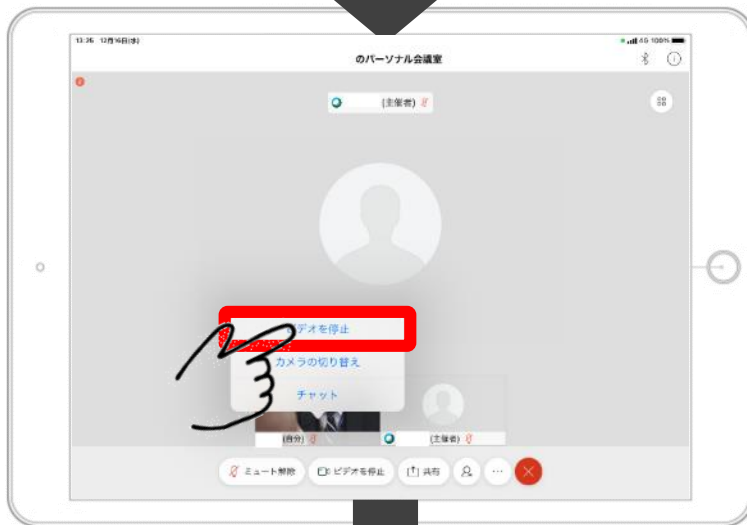 13:26 12月16日(水)
4G 100%
のパーソナル会議室
(主催者)
ビデオを停止
カメラの切り替え
チャット
(自分)
(主催者)
ミュート解除 ビデオを停止 共有